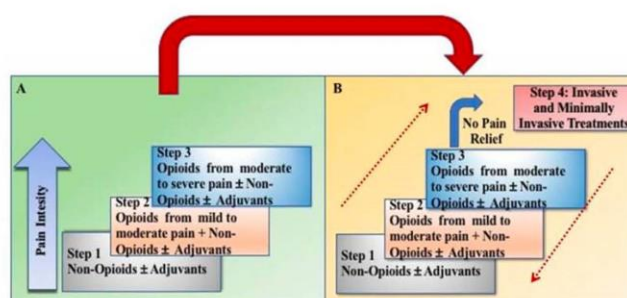 A
Pain Intesity
Step 3
Opioids from moderate
to severe pain ± Non-
Opioids ± Adjuvants
Step 2
Opioids from mild to
moderate pain + Non-
Opioids ± Adjuvants
Step 1
Non-Opioids ± Adjuvants
B
Step 4: Invasive
and Minimally
Invasive Treatments
No Pain
Relief
Step 3
Opioids from moderate
to severe pain ± Non-
Opioids ± Adjuvants
Step 2
Opioids from mild to
moderate pain + Non-
Opioids ± Adjuvants
Step 1
Non-Opioids ± Adjuvants